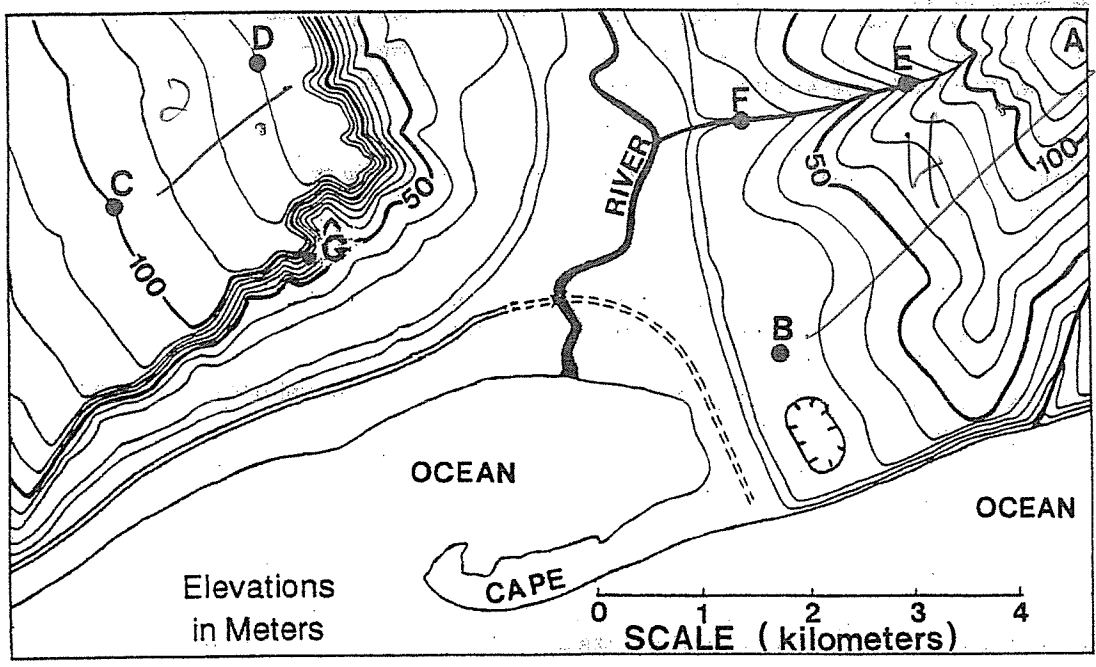 A
D
E
F
C
RIVER
50
100
50
G
100
B
OCEAN
OCEAN
CAPE
Elevations
in Meters
0 1 2 3 4
SCALE ( kilometers)